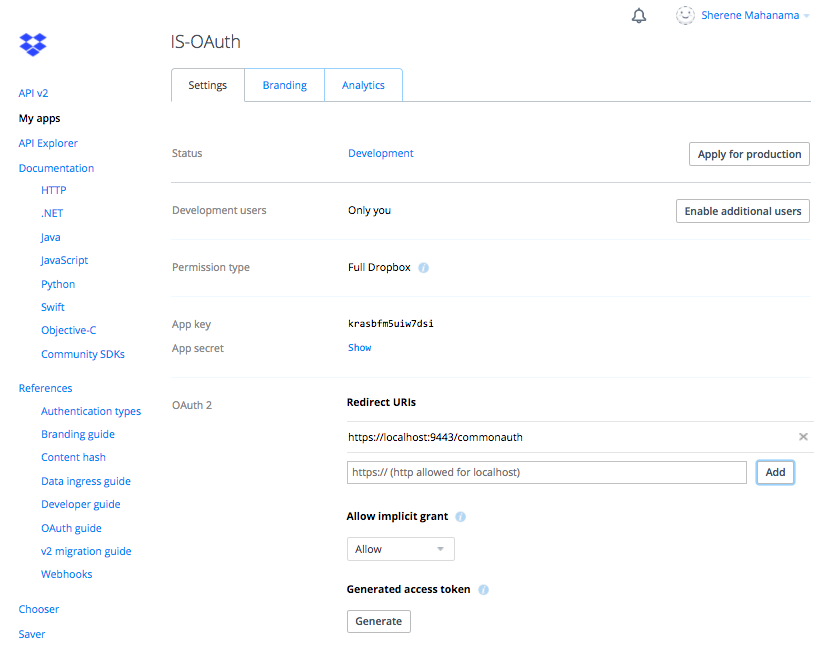 Sherene Mahanama
IS-OAuth
Settings
Branding
Analytics
API v2
My apps
API Explorer
Documentation
HTTP
.NET
Java
JavaScript
Python
Swift
Objective-C
Community SDKs
References
Authentication types
Branding guide
Content hash
Data ingress guide
Developer guide
OAuth guide
v2 migration guide
Webhooks
Chooser
Saver
Status
Development
Apply for production
Development users
Only you
Enable additional users
Permission type
Full Dropbox
App key
krasbfm5uiw7dsi
App secret
Show
OAuth 2
Redirect URIs
https://localhost:9443/commonauth
https:// (http allowed for localhost)
Add
Allow implicit grant
Allow
Generated access token
Generate